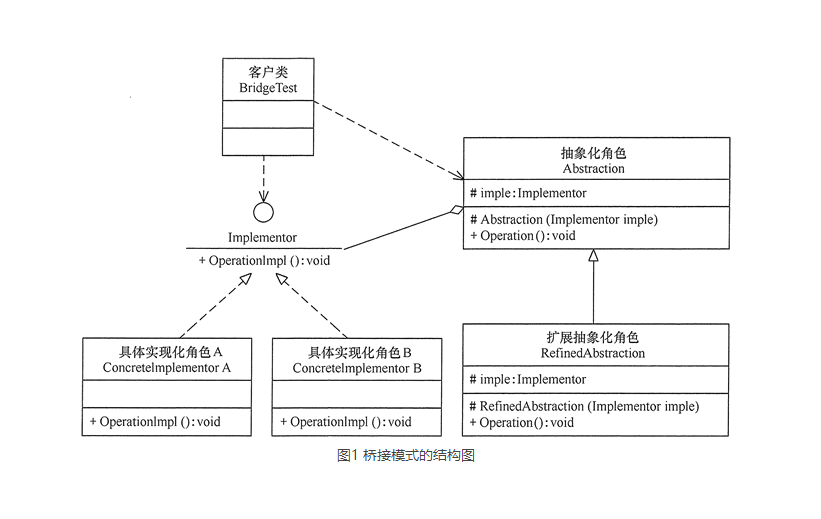 客户类
BridgeTest
抽象化角色
Abstraction
# imple:Implementor
# Abstraction (Implementor imple)
+ Operation():void
Implementor
+ OperationImpl ():void
具体实现化角色A
ConcreteImplementor A
+ OperationImpl ():void
具体实现化角色B
ConcreteImplementor B
+ OperationImpl ():void
扩展抽象化角色
RefinedAbstraction
# imple:Implementor
# RefinedAbstraction (Implementor imple)
+ Operation():void
图1 桥接模式的结构图